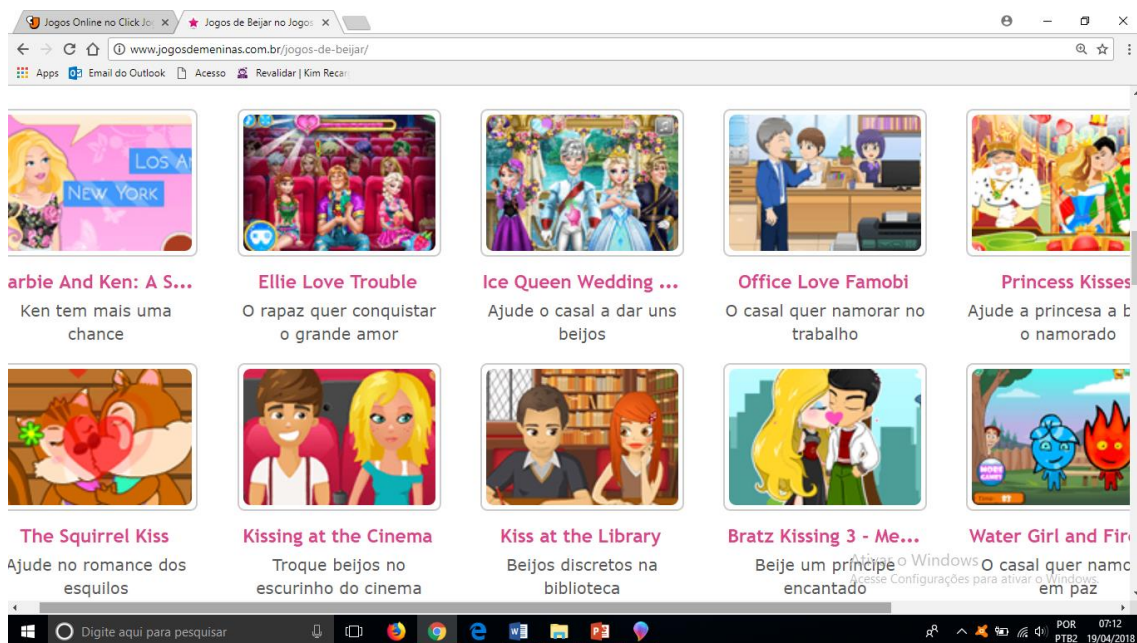 Jogos Online no Click Jo
Jogos de Beijar no Jogos
www.jogosdemeninas.com.br/jogos-de-beijar/
Apps Email do Outlook Acesso Revalidar | Kim Recar
LOS A
NEW YORK
arbie And Ken: A S... Ellie Love Trouble Ice Queen Wedding ... Office Love Famobi Princess Kisses
Ken tem mais uma O rapaz quer conquistar Ajude o casal a dar uns O casal quer namorar no Ajude a princesa a b
chance o grande amor beijos trabalho o namorado
MORE
GAMES
The Squirrel Kiss Kissing at the Cinema Kiss at the Library Bratz Kissing 3 - Me... Water Girl and Fir
Ajude no romance dos Troque beijos no Beijos discretos na Beije um príncipe O casal quer namo
esquilos escurinho do cinema biblioteca encantado em paz
Ativar o Windows
Acesse Configurações para ativar o Windows.
Digite aqui para pesquisar
POR 07:12
PTB2 19/04/2018